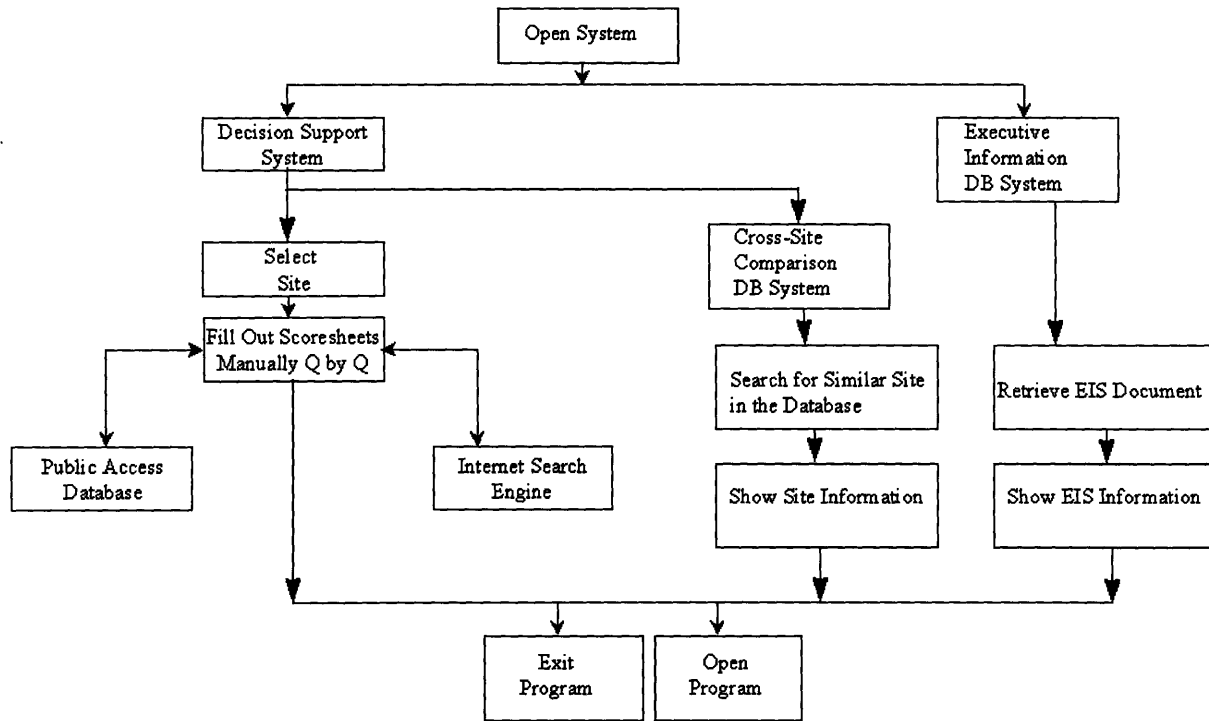 Open System
Decision Support
System
Executive
Information
DB System
Select
Site
Cross-Site
Comparison
DB System
Fill Out Scoresheets
Manually Q by Q
Search for Similar Site
in the Database
Retrieve EIS Document
Public Access
Database
Internet Search
Engine
Show Site Information
Show EIS Information
Exit
Program
Open
Program